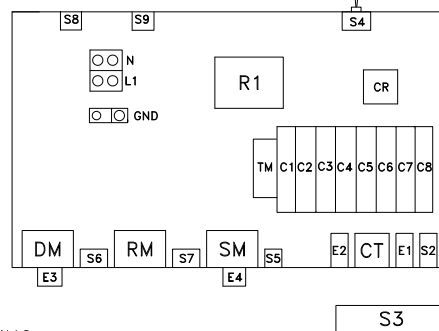 S8 S9 S4
N
L1
R1
CR
GND
TM C1 C2 C3 C4 C5 C6 C7 C8
DM S6 RM S7 SM S5 E2 CT E1 S2
E3 E4
S3